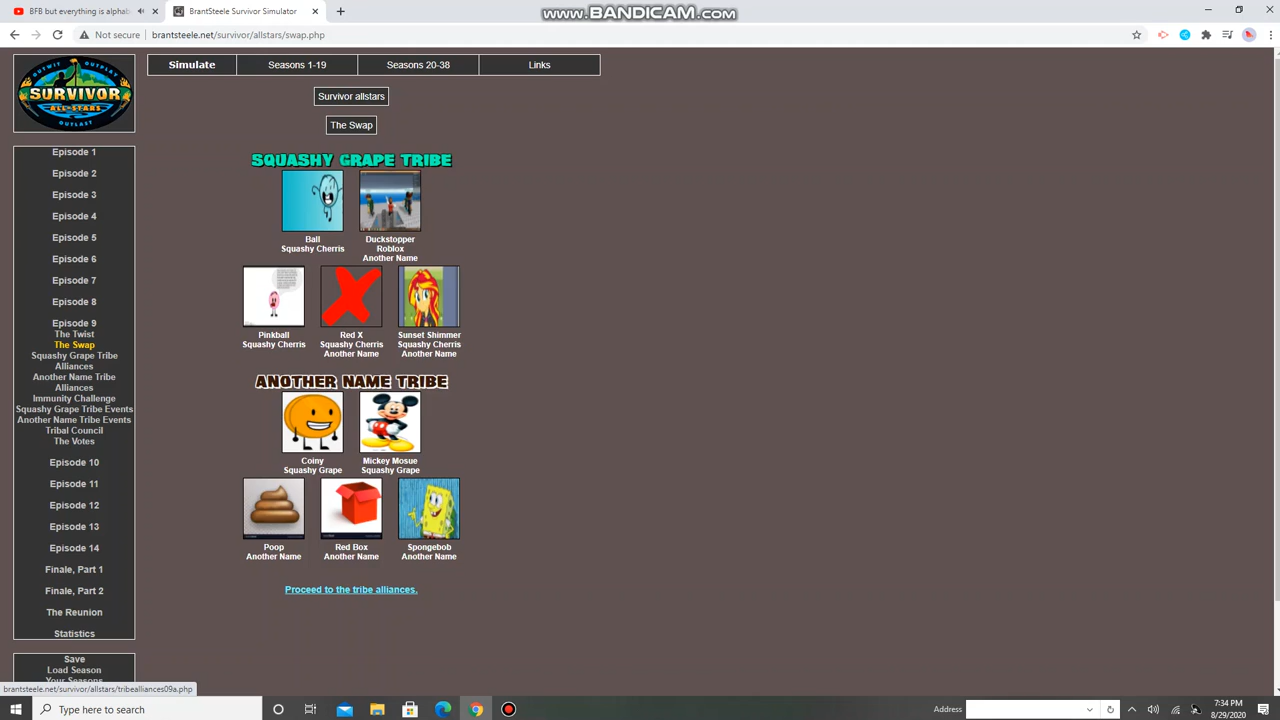 BFB but everything is alphab
BrantSteele Survivor Simulator
WWW.BANDICAM.COM
Not secure
brantsteele.net/survivor/allstars/swap.php
OUTWIT OUTPLAY
SURVIVOR
ALL-STARS
OUTLAST
Simulate
Seasons 1-19
Seasons 20-38
Links
Survivor allstars
The Swap
SQUASHY GRAPE TRIBE
Ball
Squashy Cherris
Duckstopper
Roblox
Another Name
Pinkball
Squashy Cherris
Red X
Squashy Cherris
Another Name
Sunset Shimmer
Squashy Cherris
Another Name
ANOTHER NAME TRIBE
Coiny
Squashy Grape
Mickey Mosue
Squashy Grape
Poop
Another Name
Red Box
Another Name
Spongebob
Another Name
Proceed to the tribe alliances.
Episode 1
Episode 2
Episode 3
Episode 4
Episode 5
Episode 6
Episode 7
Episode 8
Episode 9
The Twist
The Swap
Squashy Grape Tribe
Alliances
Another Name Tribe
Alliances
Immunity Challenge
Squashy Grape Tribe Events
Another Name Tribe Events
Tribal Council
The Votes
Episode 10
Episode 11
Episode 12
Episode 13
Episode 14
Finale, Part 1
Finale, Part 2
The Reunion
Statistics
Save
Load Season
Your Seasons
brantsteele.net/survivor/allstars/tribealliances09a.php
Type here to search
Address
7:34 PM
8/29/2020